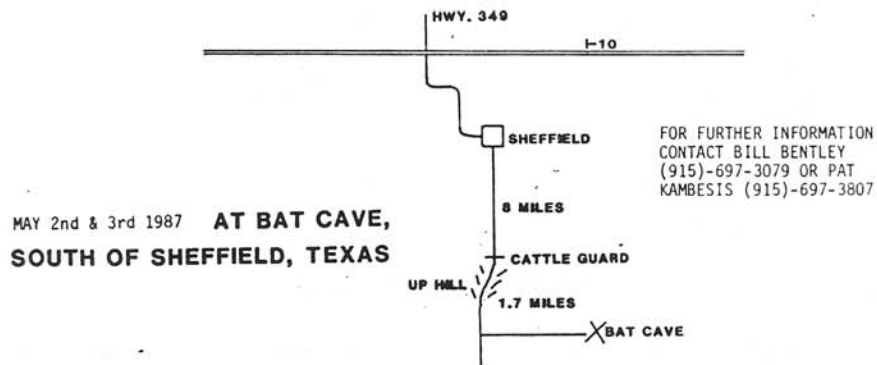 HWY. 349
I-10
SHEFFIELD
FOR FURTHER INFORMATION
CONTACT BILL BENTLEY
(915)-697-3079 OR PAT
KAMBESIS (915)-697-3807
8 MILES
MAY 2nd & 3rd 1987 AT BAT CAVE,
SOUTH OF SHEFFIELD, TEXAS
CATTLE GUARD
UP HILL
1.7 MILES
BAT CAVE